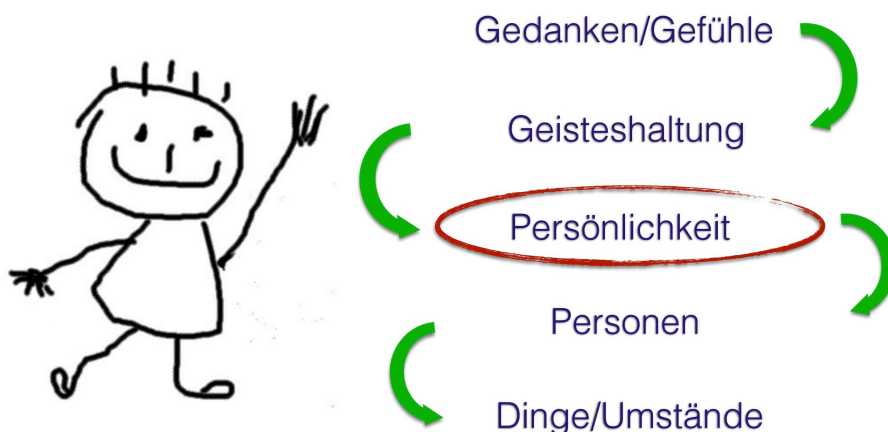 Gedanken/Gefühle
Geisteshaltung
Persönlichkeit
Personen
Dinge/Umstände